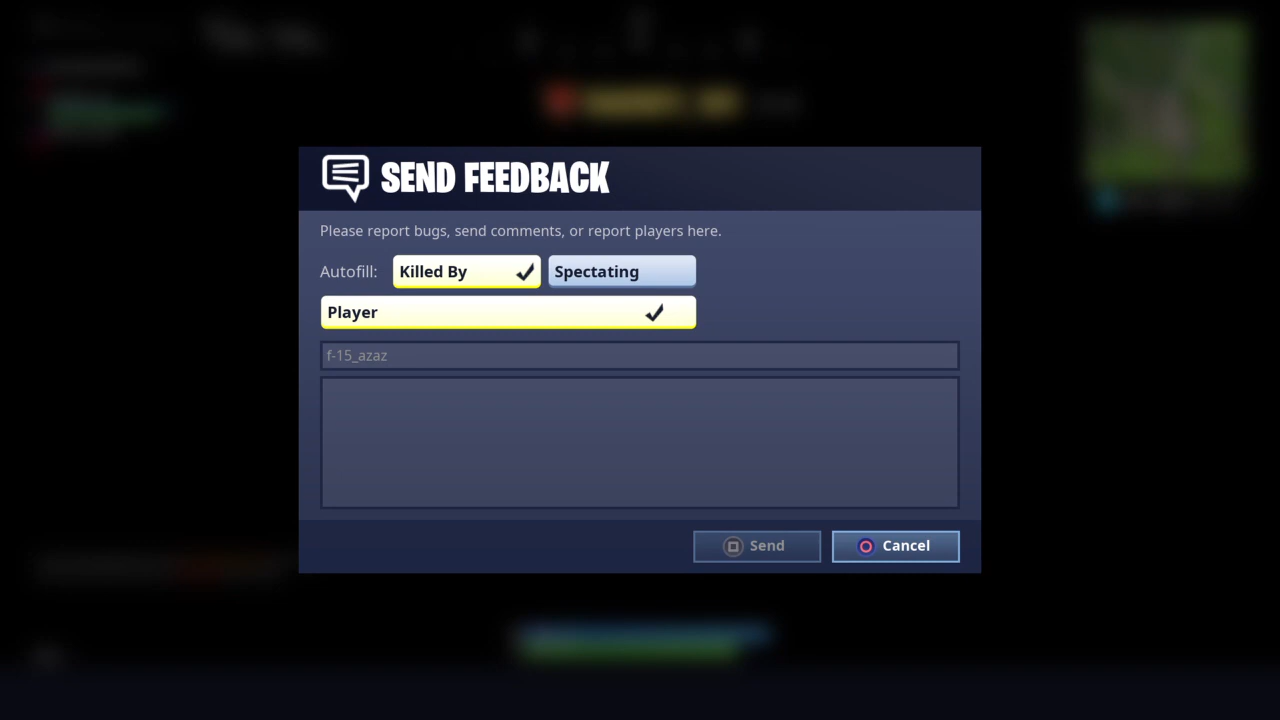 SEND FEEDBACK
Please report bugs, send comments, or report players here.
Autofill: Killed By Spectating
Player
f-15_azaz
Send Cancel